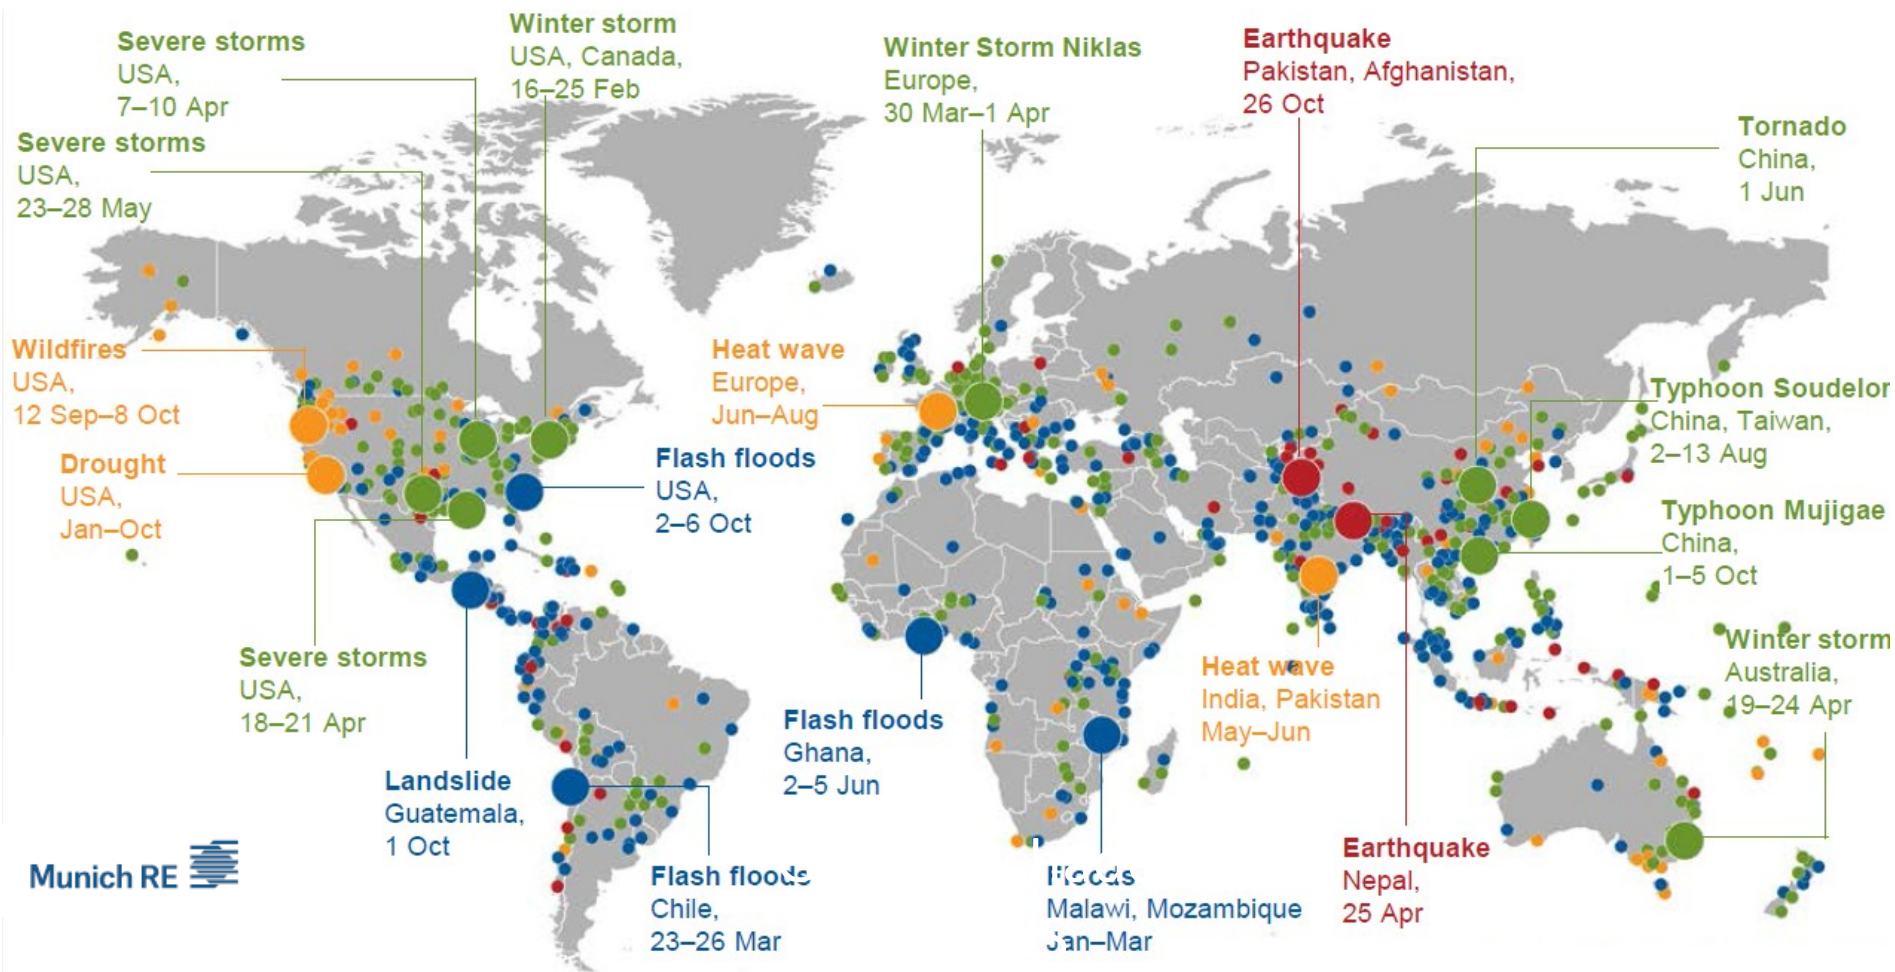 Severe storms
USA,
7–10 Apr
Winter storm
USA, Canada,
16–25 Feb
Winter Storm Niklas
Europe,
30 Mar–1 Apr
Earthquake
Pakistan, Afghanistan,
26 Oct
Tornado
China,
1 Jun
Severe storms
USA,
23–28 May
Wildfires
USA,
12 Sep–8 Oct
Heat wave
Europe,
Jun–Aug
Typhoon Soudelor
China, Taiwan,
2–13 Aug
Drought
USA,
Jan–Oct
Flash floods
USA,
2–6 Oct
Typhoon Mujigae
China,
1–5 Oct
Severe storms
USA,
18–21 Apr
Flash floods
Ghana,
2–5 Jun
Heat wave
India, Pakistan
May–Jun
Winter storm
Australia,
19–24 Apr
Landslide
Guatemala,
1 Oct
Munich RE
Flash floods
Chile,
23–26 Mar
Floods
Malawi, Mozambique
Jan–Mar
Earthquake
Nepal,
25 Apr